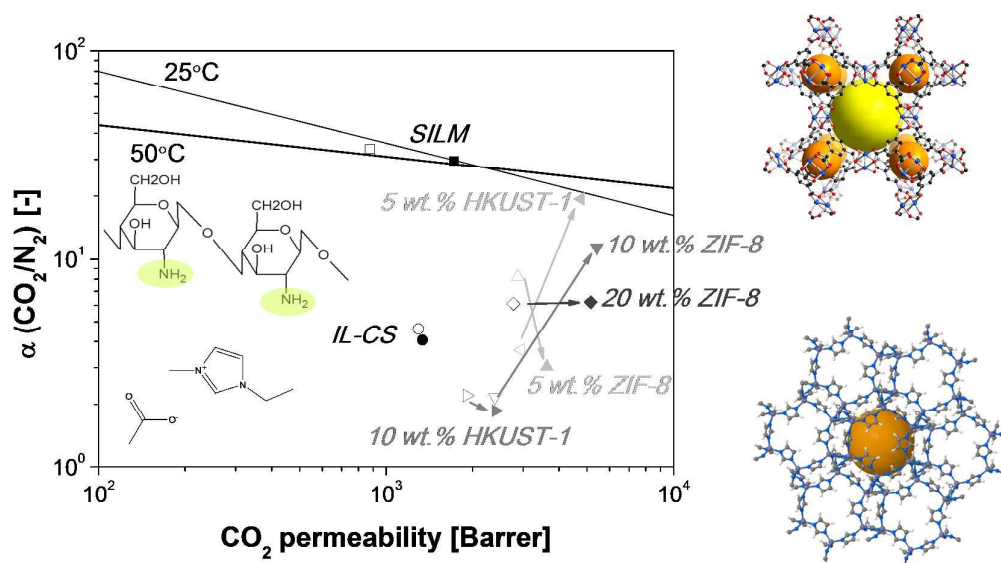 10²
25°C
SILM
50°C
CH2OH
CH2OH
O
O
OH
OH
O
O
O
NH₂
NH₂
5 wt.% HKUST-1
10 wt.% ZIF-8
10¹
20 wt.% ZIF-8
α (CO₂/N₂) [-]
IL-CS
N⁺
N
5 wt.% ZIF-8
O
O⁻
10 wt.% HKUST-1
10⁰
10²
10³
10⁴
CO₂ permeability [Barrer]